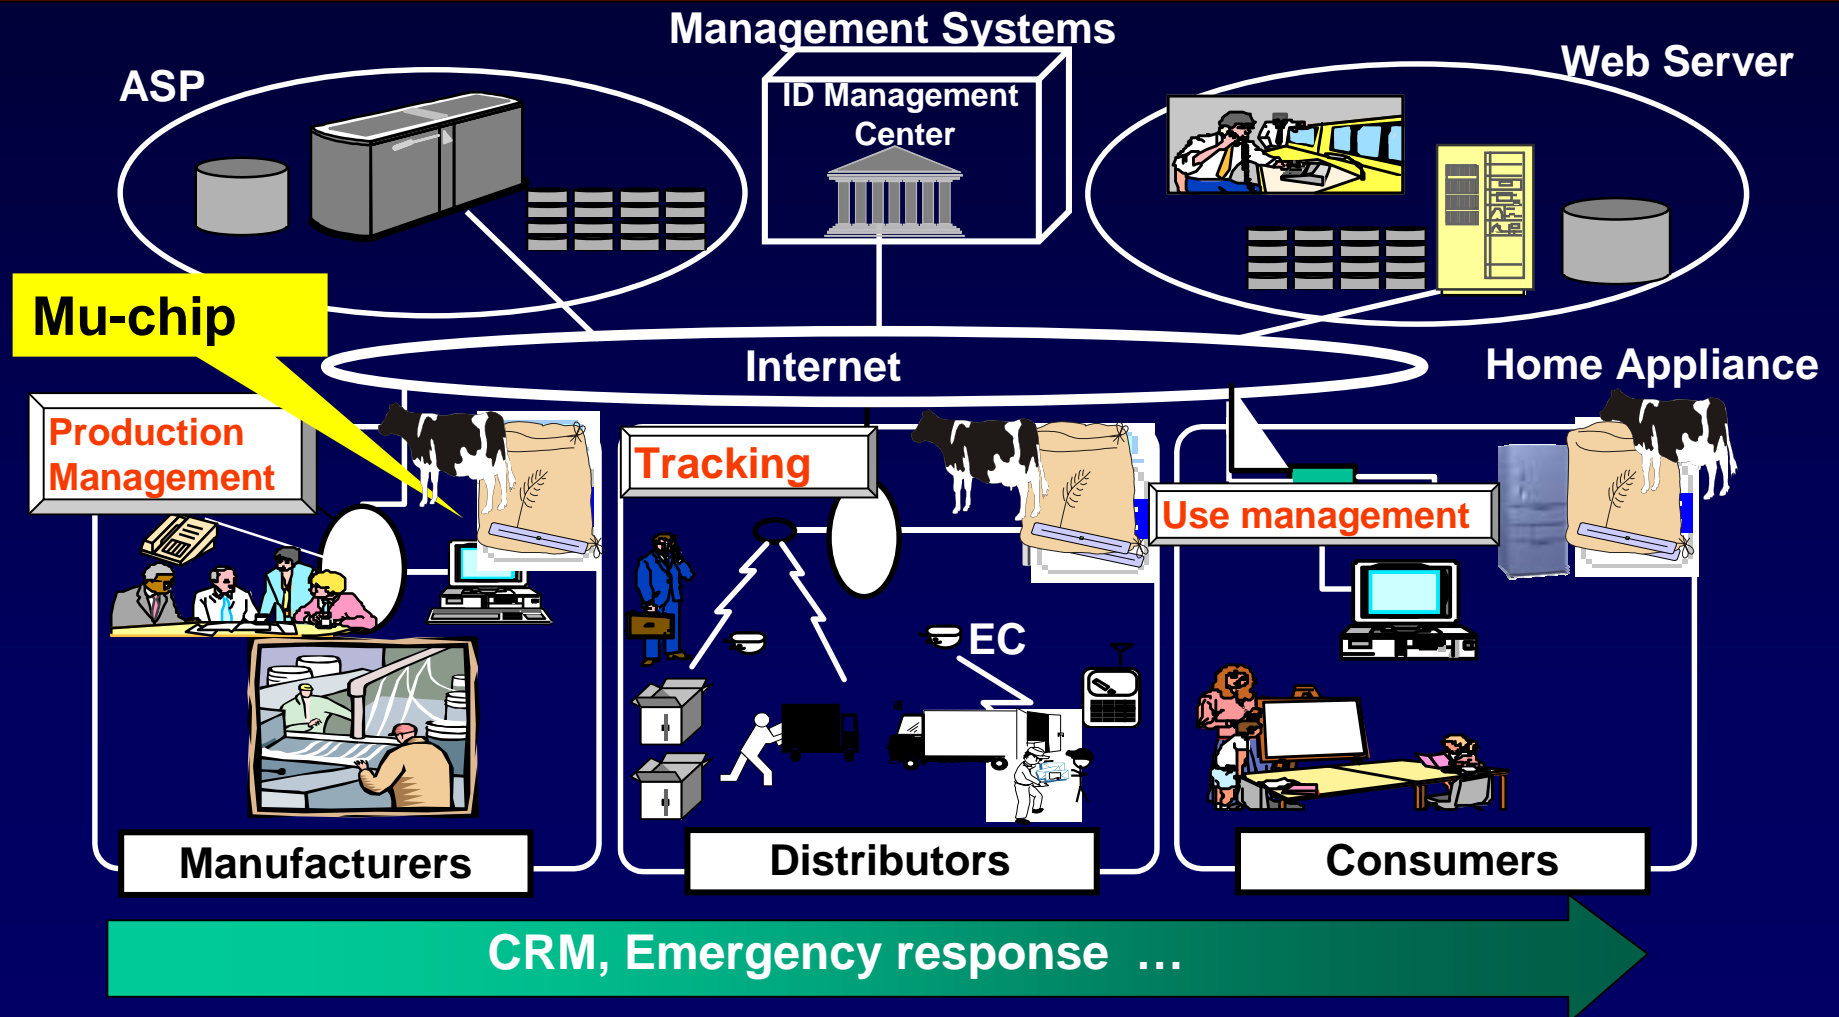 Management Systems
ASP
Web Server
ID Management
Center
Mu-chip
Internet
Home Appliance
Production
Management
Tracking
Use management
EC
Manufacturers
Distributors
Consumers
CRM, Emergency response …